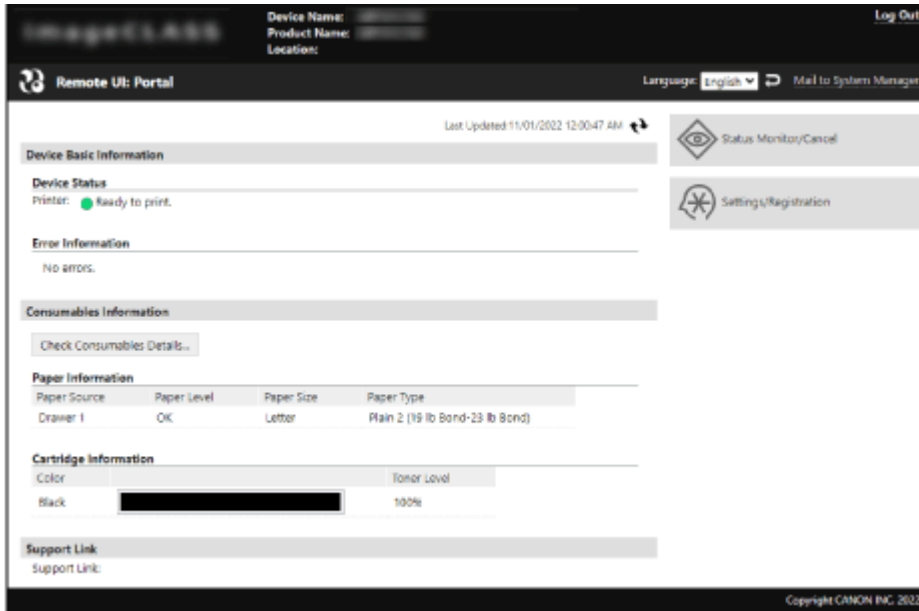 imageCLASS
Device Name:
Product Name:
Location:
Log Out
Remote UI: Portal
Language: English Mail to System Manager
Last Updated:11/01/2022 12:00:47 AM
Device Basic Information
Device Status
Printer: Ready to print.
Error Information
No errors.
Consumables Information
Check Consumables Details...
Paper Information
Paper Source Paper Level Paper Size Paper Type
Drawer 1 OK Letter Plain 2 (19 lb Bond-23 lb Bond)
Cartridge Information
Color Toner Level
Black 100%
Support Link
Support Link:
Status Monitor/Cancel
Settings/Registration
Copyright CANON INC. 2022